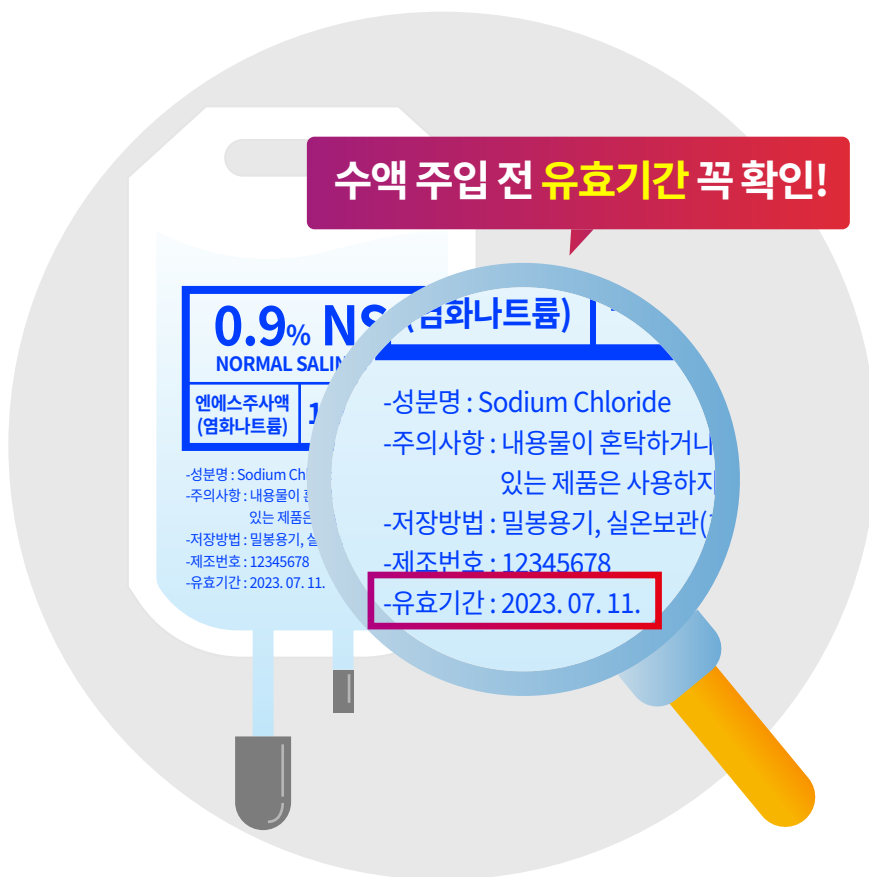 수액 주입 전 유효기간 꼭 확인!
0.9% NS
NORMAL
엔에스주사액
(염화나트륨)
-성분명 : Sodium
-주의사항 : 내용물이
있는 제품은
-저장방법 : 밀봉용기,
-제조번호 : 12345678
-유효기간 : 2023. 07. 11.
(염화나트륨)
-성분명 : Sodium Chloride
-주의사항 : 내용물이 혼탁하거나
있는 제품은 사용하지
-저장방법 : 밀봉용기, 실온보관(
-제조번호 : 12345678
-유효기간 : 2023. 07. 11.